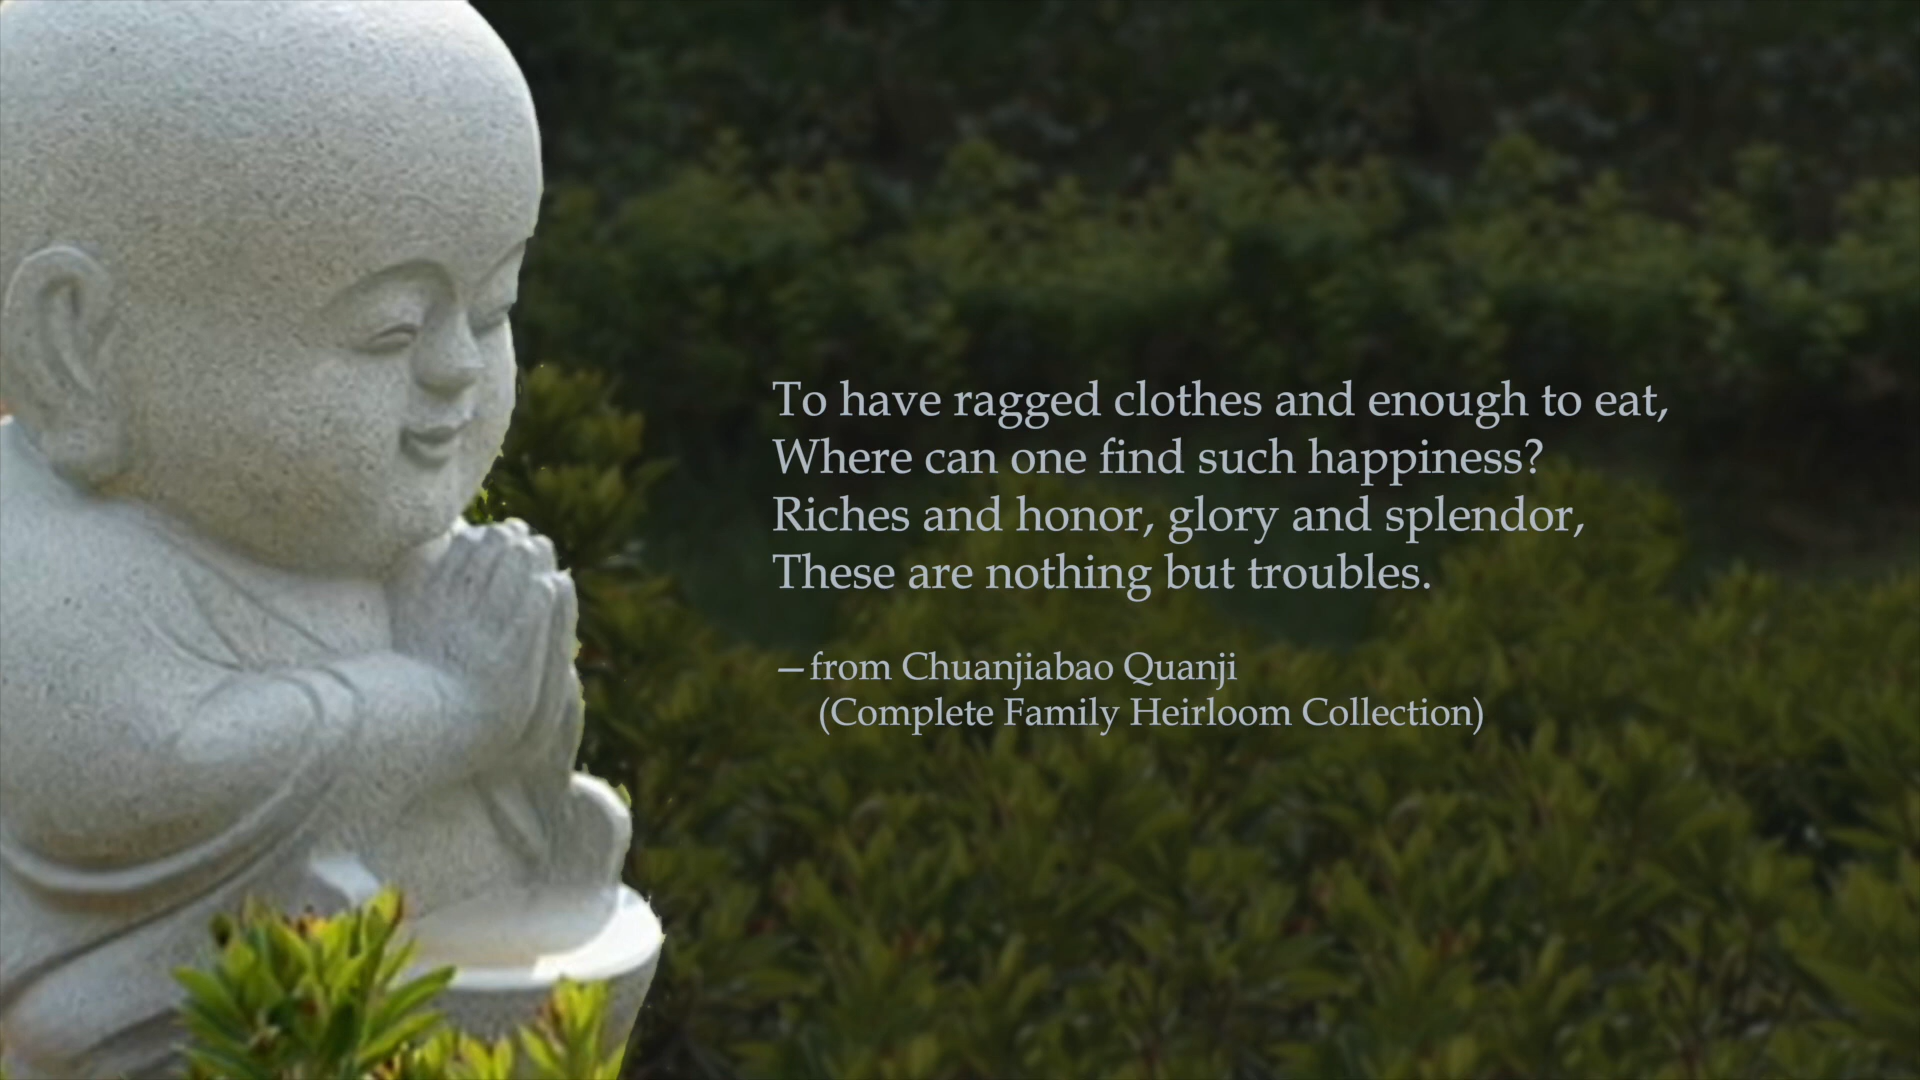 To have ragged clothes and enough to eat,
Where can one find such happiness?
Riches and honor, glory and splendor,
These are nothing but troubles.
—from Chuanjiabao Quanji
(Complete Family Heirloom Collection)